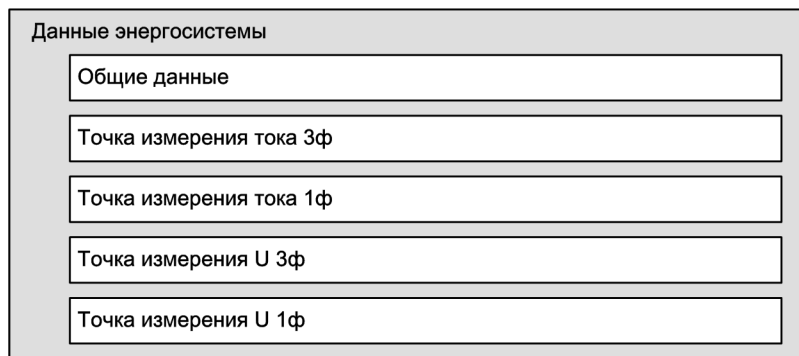 Данные энергосистемы
Общие данные
Точка измерения тока 3ф
Точка измерения тока 1ф
Точка измерения U 3ф
Точка измерения U 1ф